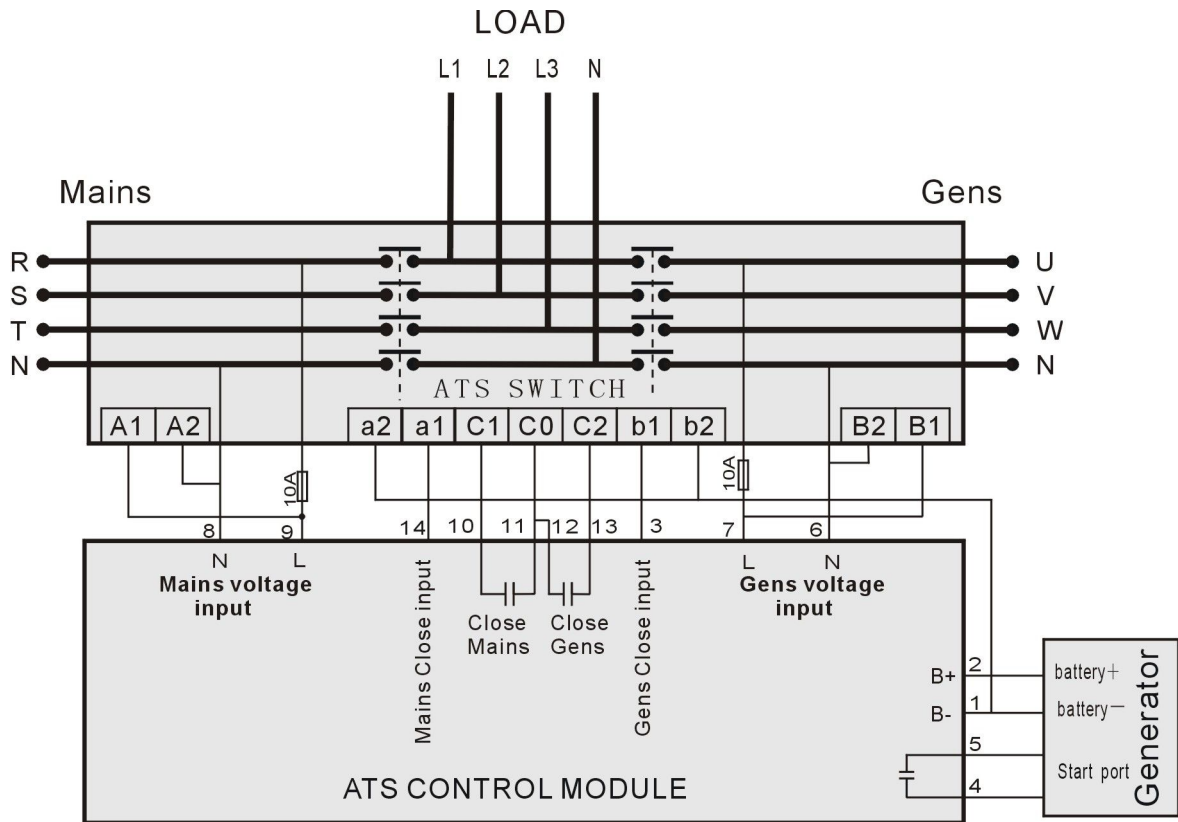 LOAD
L1 L2 L3 N
Mains Gens
R U
S V
T W
N N
ATS SWITCH
A1 A2 a2 a1 C1 C0 C2 b1 b2 B2 B1
10A 10A
8 9 14 10 11 12 13 3 7 6
N L L N
Mains voltage
input
Mains Close input
Close
Mains
Close
Gens
Gens Close input
Gens voltage
input
B+ 2 battery+
B- 1 battery-
5
Start port
4
Generator
ATS CONTROL MODULE